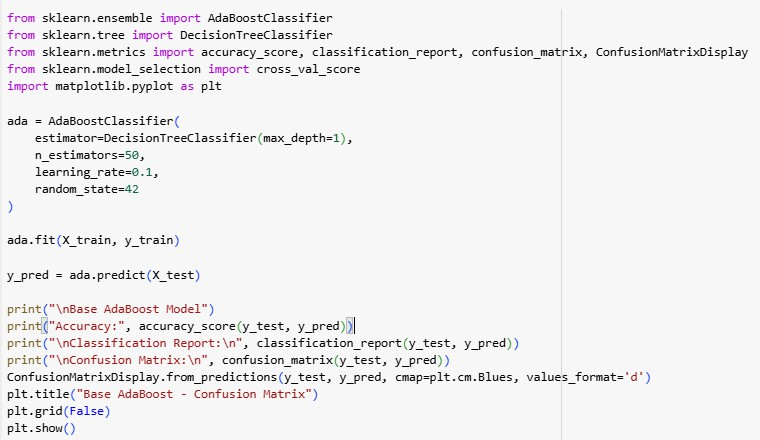 from sklearn.ensemble import AdaBoostClassifier
from sklearn.tree import DecisionTreeClassifier
from sklearn.metrics import accuracy_score, classification_report, confusion_matrix, ConfusionMatrixDisplay
from sklearn.model_selection import cross_val_score
import matplotlib.pyplot as plt

ada = AdaBoostClassifier(
    estimator=DecisionTreeClassifier(max_depth=1),
    n_estimators=50,
    learning_rate=0.1,
    random_state=42
)

ada.fit(X_train, y_train)

y_pred = ada.predict(X_test)

print("\nBase AdaBoost Model")
print("Accuracy:", accuracy_score(y_test, y_pred))
print("\nClassification Report:\n", classification_report(y_test, y_pred))
print("\nConfusion Matrix:\n", confusion_matrix(y_test, y_pred))
ConfusionMatrixDisplay.from_predictions(y_test, y_pred, cmap=plt.cm.Blues, values_format='d')
plt.title("Base AdaBoost - Confusion Matrix")
plt.grid(False)
plt.show()